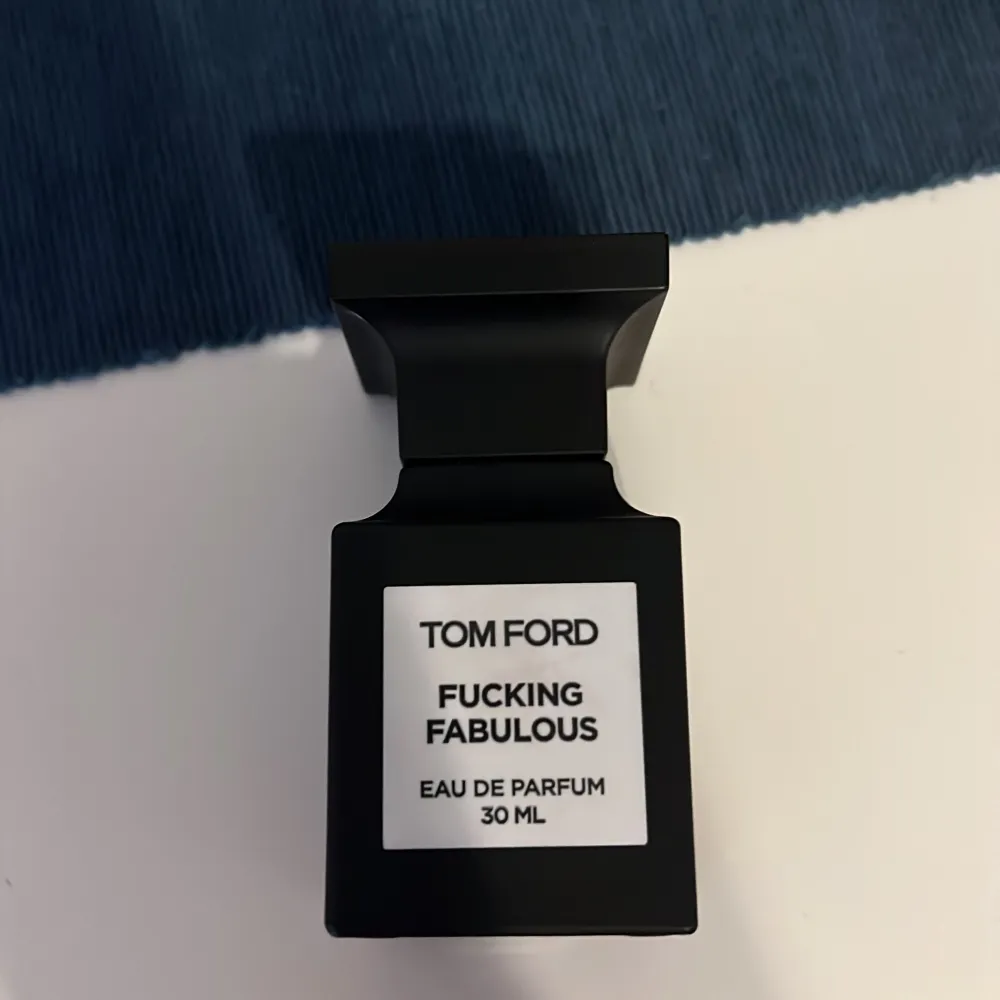 TOM FORD
FUCKING
FABULOUS
EAU DE PARFUM
30 ML